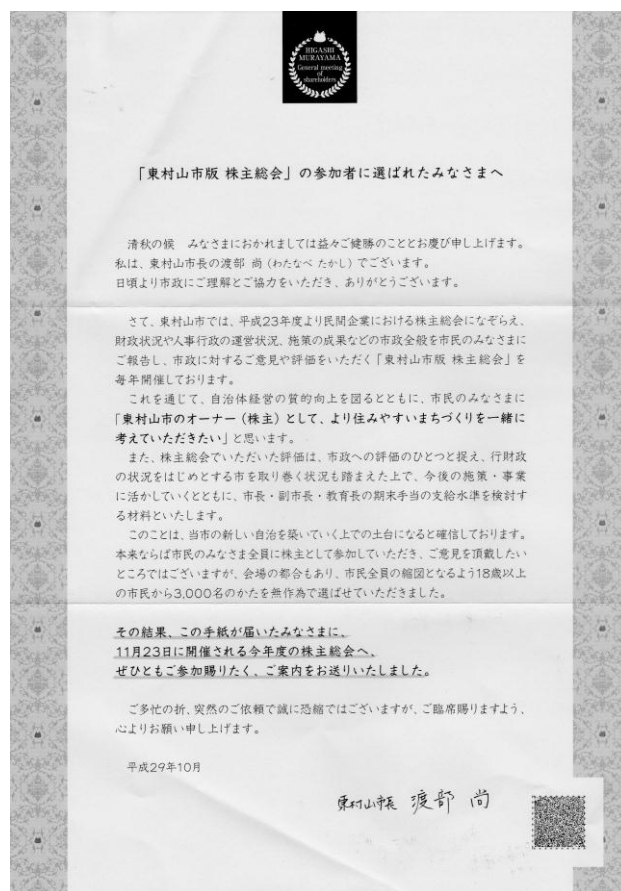 HIGASHI
MURAYAMA
General meeting
of
shareholders
「東村山市版 株主総会」の参加者に選ばれたみなさまへ
清秋の候　みなさまにおかれましては益々ご健勝のこととお慶び申し上げます。
私は、東村山市長の渡部 尚(わたなべ たかし)でございます。
日頃より市政にご理解とご協力をいただき、ありがとうございます。
さて、東村山市では、平成23年度より民間企業における株主総会になぞらえ、
財政状況や人事行政の運営状況、施策の成果などの市政全般を市民のみなさまに
ご報告し、市政に対するご意見や評価をいただく「東村山市版 株主総会」を
毎年開催しております。
これを通じて、自治体経営の質的向上を図るとともに、市民のみなさまに
「東村山市のオーナー(株主)として、より住みやすいまちづくりを一緒に
考えていただきたい」と思います。
また、株主総会でいただいた評価は、市政への評価のひとつと捉え、行財政
の状況をはじめとする市を取り巻く状況も踏まえた上で、今後の施策・事業
に活かしていくとともに、市長・副市長・教育長の期末手当の支給水準を検討す
る材料といたします。
このことは、当市の新しい自治を築いていく上での土台になると確信しております。
本来ならば市民のみなさま全員に株主として参加していただき、ご意見を頂戴したい
ところではございますが、会場の都合もあり、市民全員の縮図となるよう18歳以上
の市民から3,000名のかたを無作為で選ばせていただきました。
その結果、この手紙が届いたみなさまに、
11月23日に開催される今年度の株主総会へ、
ぜひともご参加賜りたく、ご案内をお送りいたしました。
ご多忙の折、突然のご依頼で誠に恐縮ではございますが、ご臨席賜りますよう、
心よりお願い申し上げます。
平成29年10月
東村山市長 渡部 尚